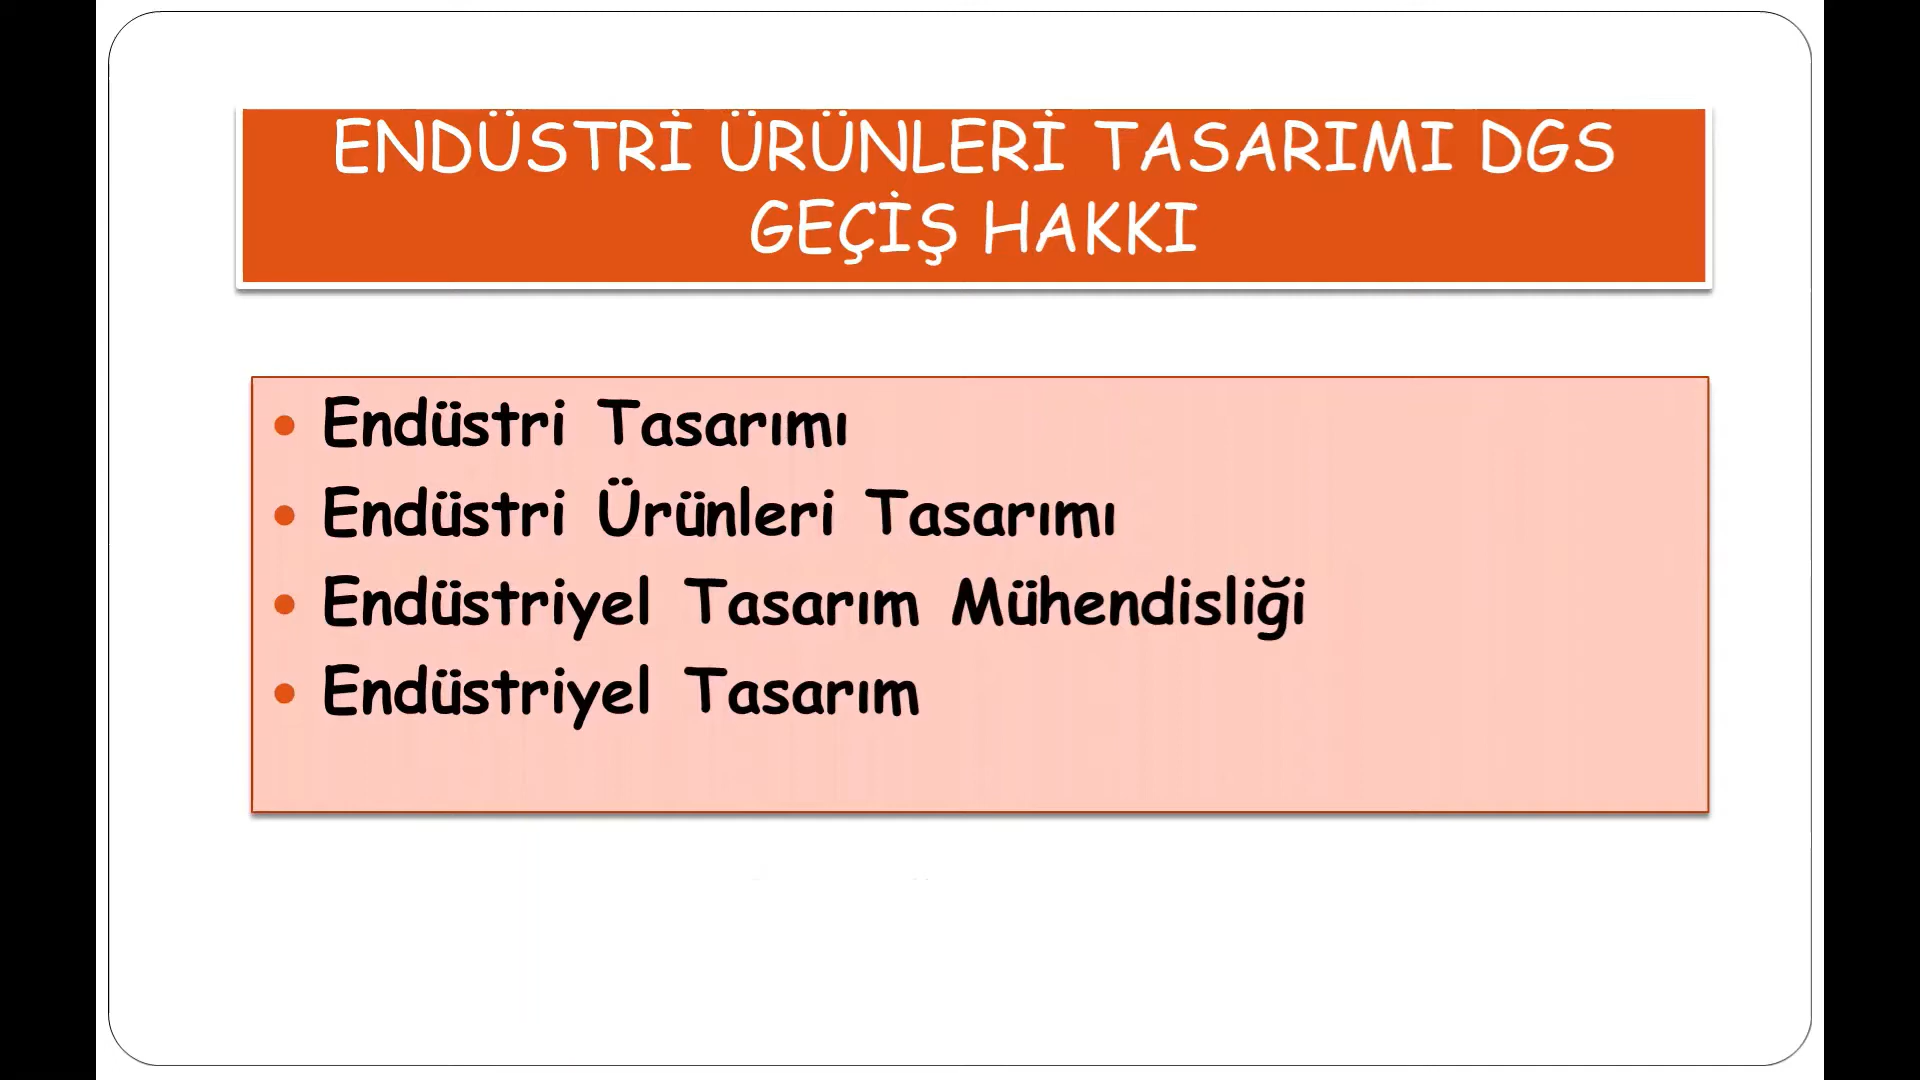 ENDÜSTRİ ÜRÜNLERİ TASARIMI DGS
GEÇİŞ HAKKI
• Endüstri Tasarımı
• Endüstri Ürünleri Tasarımı
• Endüstriyel Tasarım Mühendisliği
• Endüstriyel Tasarım